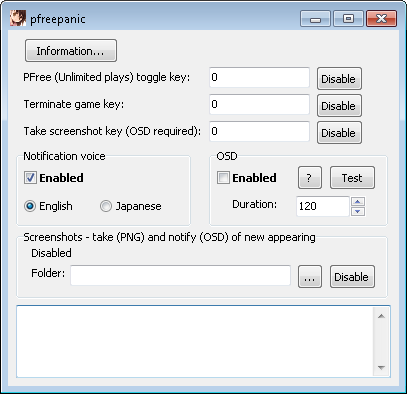 pfreepanic
Information...
PFree (Unlimited plays) toggle key: 0 Disable
Terminate game key: 0 Disable
Take screenshot key (OSD required): 0 Disable
Notification voice
Enabled
English Japanese
OSD
Enabled ? Test
Duration: 120
Screenshots - take (PNG) and notify (OSD) of new appearing
Disabled
Folder: ... Disable